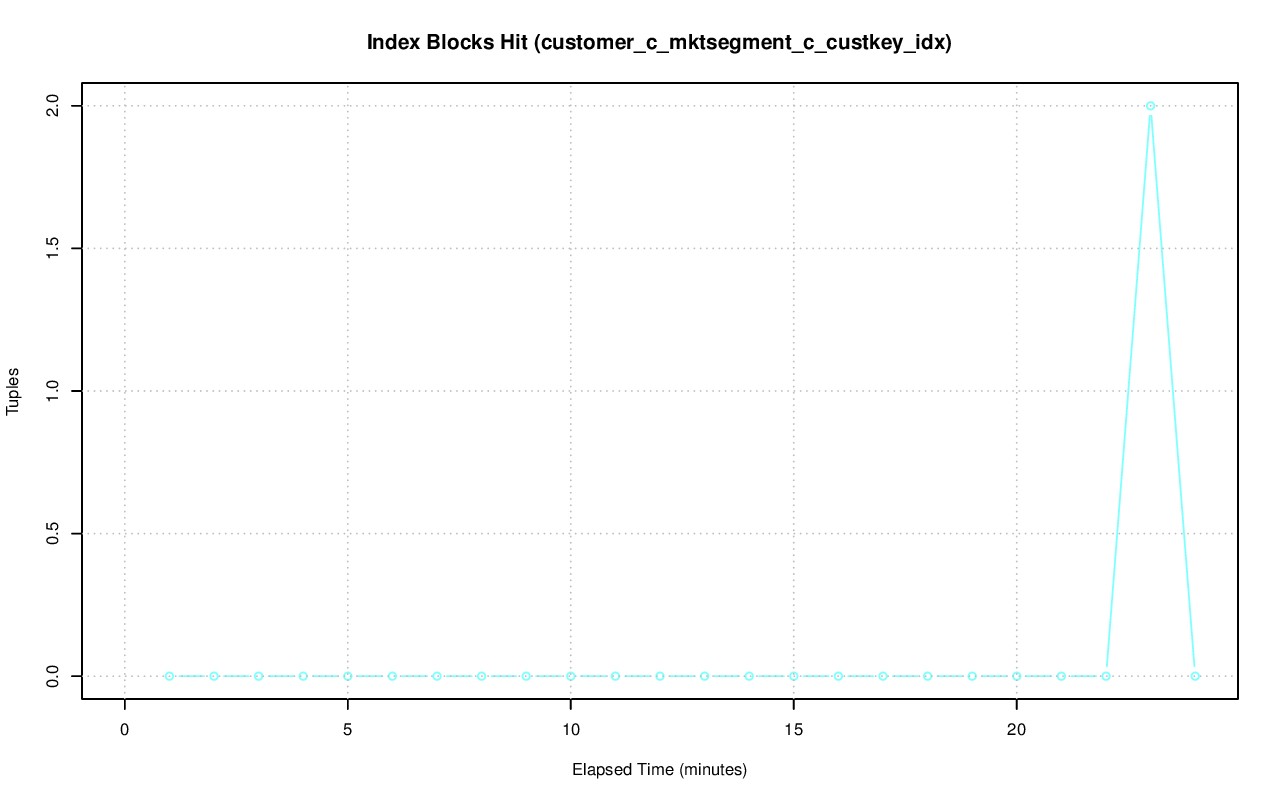 Index Blocks Hit (customer_c_mktsegment_c_custkey_idx)
Tuples
2.0
1.5
1.0
0.5
0.0
0 5 10 15 20
Elapsed Time (minutes)